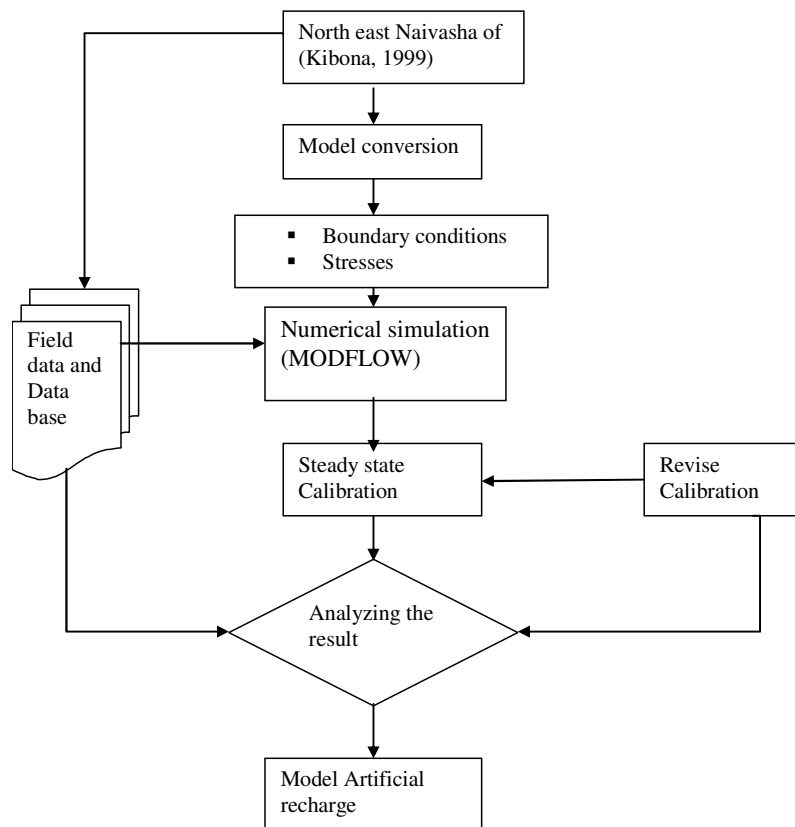 North east Naivasha of
(Kibona, 1999)
Model conversion
▪ Boundary conditions
▪ Stresses
Numerical simulation
(MODFLOW)
Field
data and
Data
base
Steady state
Calibration
Revise
Calibration
Analyzing the
result
Model Artificial
recharge